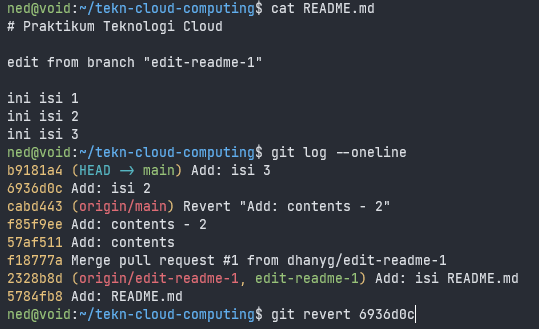 ned@void:~/tekn-cloud-computing$ cat README.md
# Praktikum Teknologi Cloud
edit from branch "edit-readme-1"
ini isi 1
ini isi 2
ini isi 3
ned@void:~/tekn-cloud-computing$ git log --oneline
b9181a4 (HEAD -> main) Add: isi 3
6936d0c Add: isi 2
cabd443 (origin/main) Revert "Add: contents - 2"
f85f9ee Add: contents - 2
57af511 Add: contents
f18777a Merge pull request #1 from dhanyg/edit-readme-1
2328b8d (origin/edit-readme-1, edit-readme-1) Add: isi README.md
5784fb8 Add: README.md
ned@void:~/tekn-cloud-computing$ git revert 6936d0c